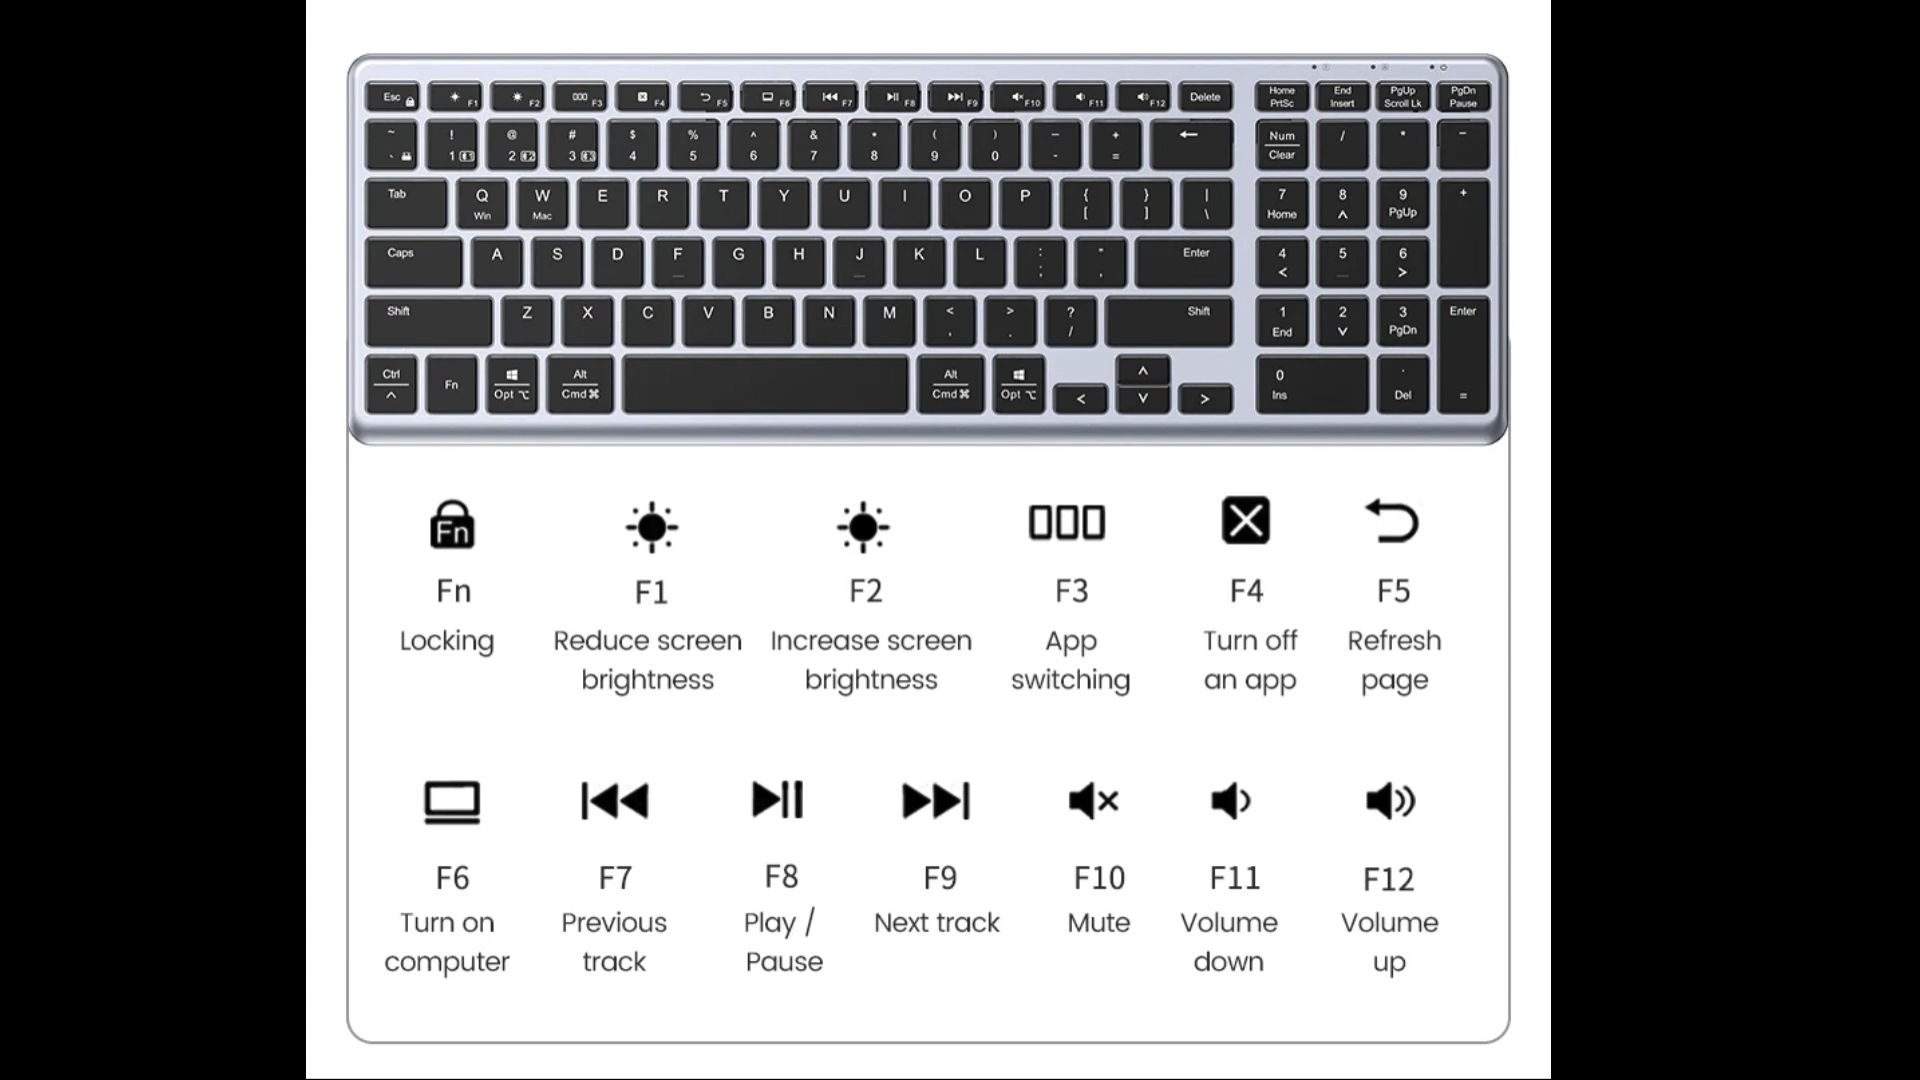 Esc F1 F2 F3 F4 F5 F6 F7 F8 F9 F10 F11 F12 Delete Home PrtSc End Insert PgUp Scroll Lk PgDn Pause
~ ` ! 1 @ 2 # 3 $ 4 % 5 ^ 6 & 7 * 8 ( 9 ) 0 – - + = ← Num Clear / * −
Tab Q Win W Mac E R T Y U I O P { [ } ] | \ 7 Home 8 ^ 9 PgUp +
Caps A S D F G H J K L : ; " ' Enter 4 < 5 6 >
Shift Z X C V B N M < , > . ? / Shift 1 End 2 v 3 PgDn Enter
Ctrl ^ Fn Opt ⌥ Alt Cmd ⌘ Alt Cmd ⌘ Opt ⌥ < ^ v > 0 Ins . Del =
Fn
Fn F1 F2 F3 F4 F5
Locking Reduce screen Increase screen App Turn off Refresh
brightness brightness switching an app page
F6 F7 F8 F9 F10 F11 F12
Turn on Previous Play / Next track Mute Volume Volume
computer track Pause down up